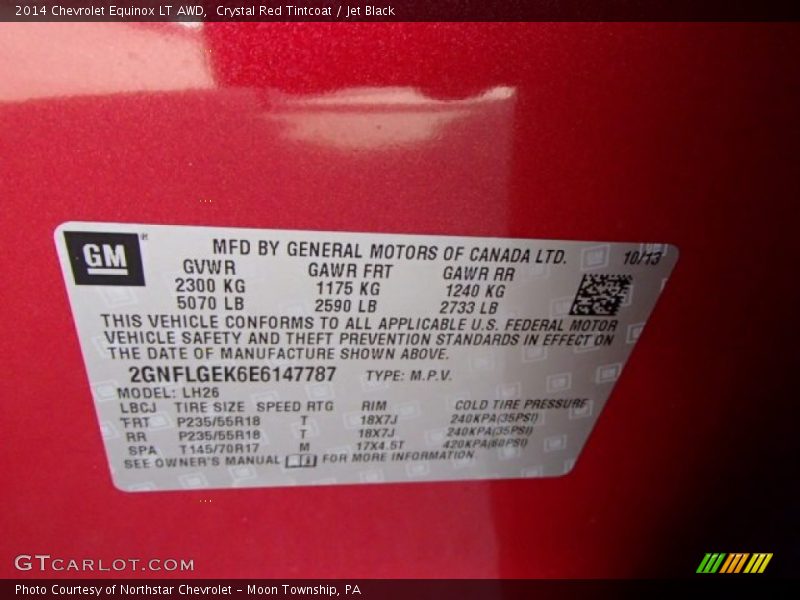 2014 Chevrolet Equinox LT AWD, Crystal Red Tintcoat / Jet Black
GM ®
MFD BY GENERAL MOTORS OF CANADA LTD. 10/13
GVWR GAWR FRT GAWR RR
2300 KG 1175 KG 1240 KG
5070 LB 2590 LB 2733 LB
THIS VEHICLE CONFORMS TO ALL APPLICABLE U.S. FEDERAL MOTOR
VEHICLE SAFETY AND THEFT PREVENTION STANDARDS IN EFFECT ON
THE DATE OF MANUFACTURE SHOWN ABOVE.
2GNFLGEK6E6147787 TYPE: M.P.V.
MODEL: LH26
LBCJ TIRE SIZE SPEED RTG RIM COLD TIRE PRESSURE
FRT P235/55R18 T 18X7J 240KPA(35PSI)
RR P235/55R18 T 18X7J 240KPA(35PSI)
SPA T145/70R17 M 17X4.5T 420KPA(60PSI)
SEE OWNER'S MANUAL FOR MORE INFORMATION
GTCARLOT.COM
Photo Courtesy of Northstar Chevrolet - Moon Township, PA